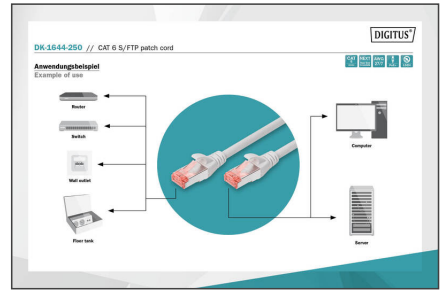 DIGITUS®
DK-1644-250 // CAT 6 S/FTP patch cord
Anwendungsbeispiel
Example of use
CAT
Router
Switch
Wall outlet
Floor tank
Computer
Server